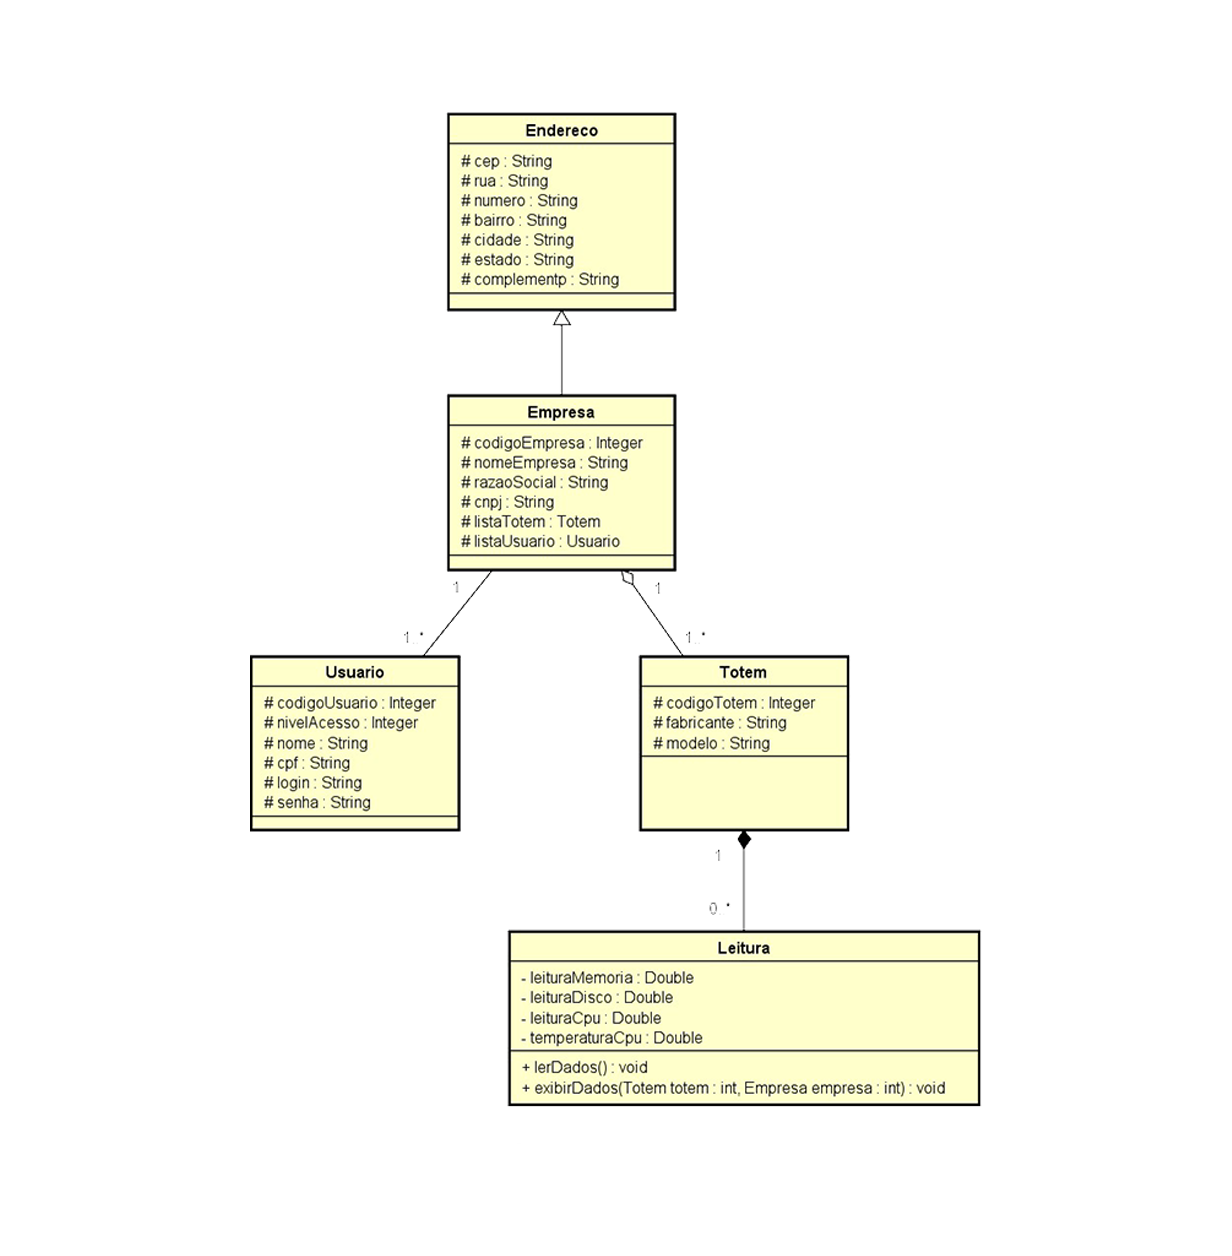 Endereco
# cep : String
# rua : String
# numero : String
# bairro : String
# cidade : String
# estado : String
# complementp : String
Empresa
# codigoEmpresa : Integer
# nomeEmpresa : String
# razaoSocial : String
# cnpj : String
# listaTotem : Totem
# listaUsuario : Usuario
1
1
1..*
1..*
Usuario
# codigoUsuario : Integer
# nivelAcesso : Integer
# nome : String
# cpf : String
# login : String
# senha : String
Totem
# codigoTotem : Integer
# fabricante : String
# modelo : String
1
0..*
Leitura
- leituraMemoria : Double
- leituraDisco : Double
- leituraCpu : Double
- temperaturaCpu : Double
+ lerDados() : void
+ exibirDados(Totem totem : int, Empresa empresa : int) : void